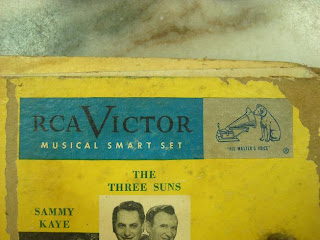 RCA VICTOR
MUSICAL SMART SET
"HIS MASTER'S VOICE"
THE
THREE SUNS
SAMMY
KAYE